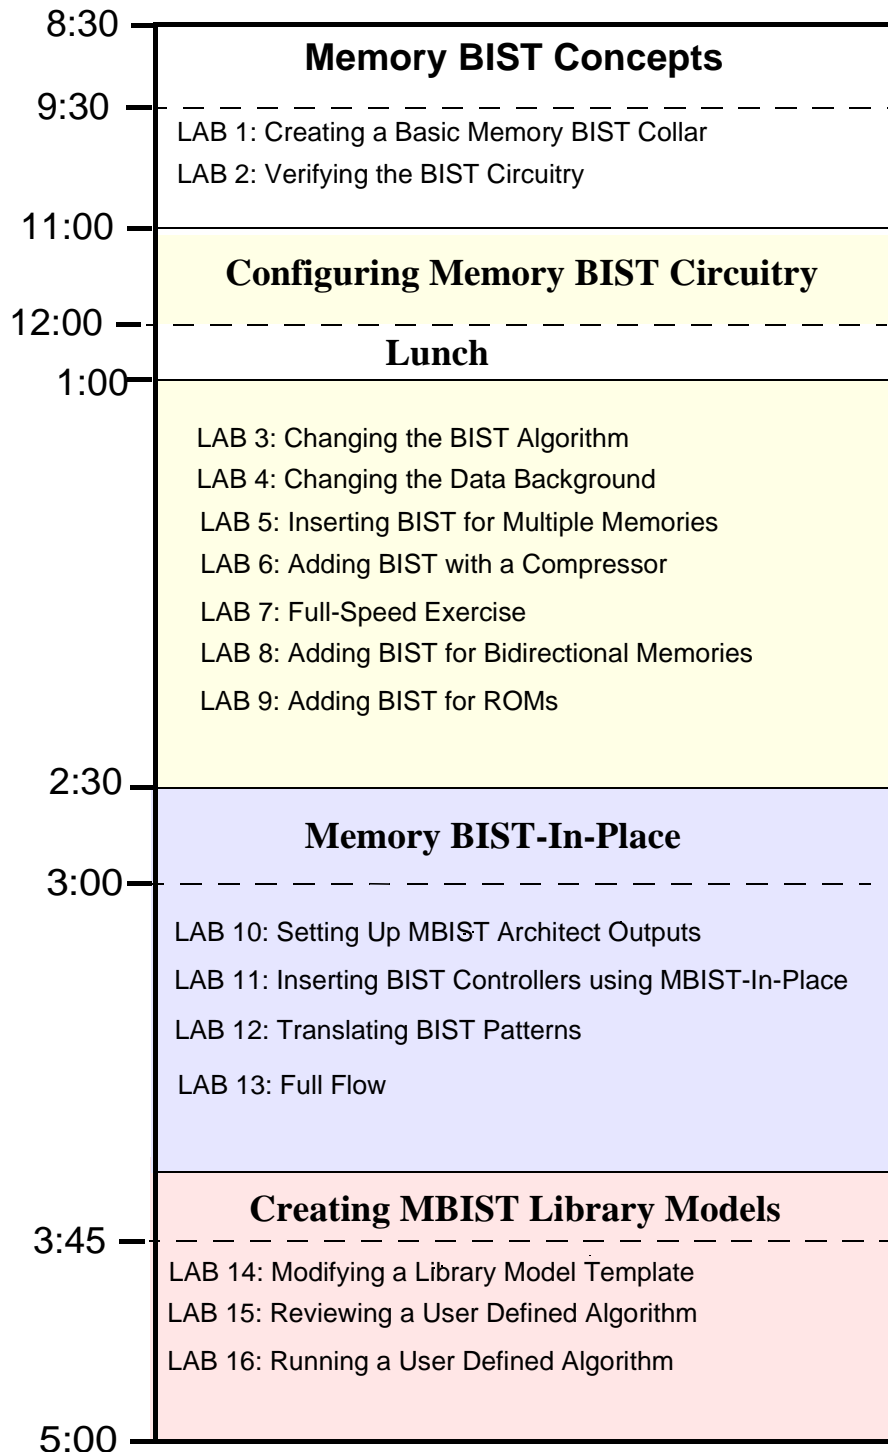 8:30
Memory BIST Concepts
9:30
LAB 1: Creating a Basic Memory BIST Collar
LAB 2: Verifying the BIST Circuitry
11:00
Configuring Memory BIST Circuitry
12:00
Lunch
1:00
LAB 3: Changing the BIST Algorithm
LAB 4: Changing the Data Background
LAB 5: Inserting BIST for Multiple Memories
LAB 6: Adding BIST with a Compressor
LAB 7: Full-Speed Exercise
LAB 8: Adding BIST for Bidirectional Memories
LAB 9: Adding BIST for ROMs
2:30
Memory BIST-In-Place
3:00
LAB 10: Setting Up MBIST Architect Outputs
LAB 11: Inserting BIST Controllers using MBIST-In-Place
LAB 12: Translating BIST Patterns
LAB 13: Full Flow
Creating MBIST Library Models
3:45
LAB 14: Modifying a Library Model Template
LAB 15: Reviewing a User Defined Algorithm
LAB 16: Running a User Defined Algorithm
5:00